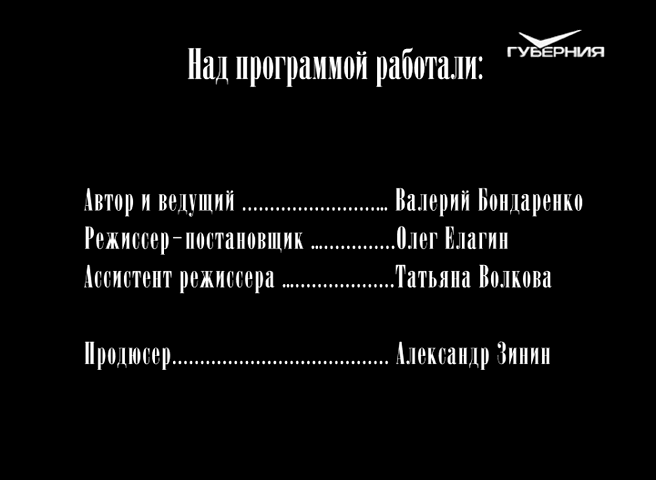 ГУБЕРНИЯ
Над программой работали:
Автор и ведущий ........................... Валерий Бондаренко
Режиссер-постановщик ................Олег Елагин
Ассистент режиссера .....................Татьяна Волкова
Продюсер........................................ Александр Зинин